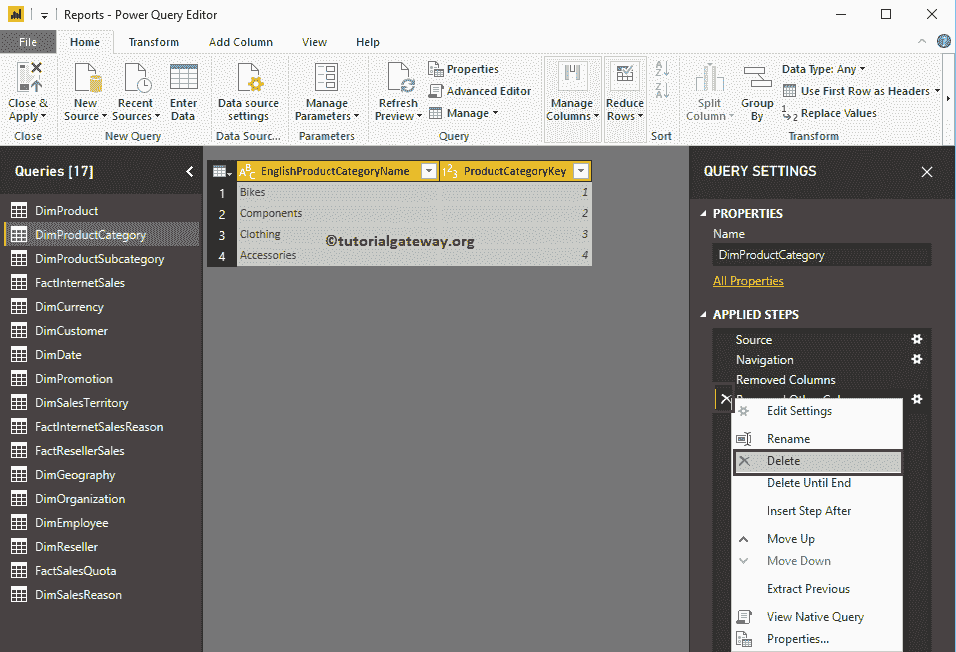 Reports - Power Query Editor
File Home Transform Add Column View Help
Close & Apply
New Source
Recent Sources
Enter Data
Data source settings
Manage Parameters
Refresh Preview
Properties
Advanced Editor
Manage
Manage Columns
Reduce Rows
Split Column
Group By
Data Type: Any
Use First Row as Headers
Replace Values
Close New Query Data Sourc... Parameters Query Sort Transform
Queries [17]
DimProduct
DimProductCategory
DimProductSubcategory
FactInternetSales
DimCurrency
DimCustomer
DimDate
DimPromotion
DimSalesTerritory
FactInternetSalesReason
FactResellerSales
DimGeography
DimOrganization
DimEmployee
DimReseller
FactSalesQuota
DimSalesReason
EnglishProductCategoryName ProductCategoryKey
1 Bikes 1
2 Components 2
3 Clothing 3
4 Accessories 4
©tutorialgateway.org
QUERY SETTINGS
PROPERTIES
Name
DimProductCategory
All Properties
APPLIED STEPS
Source
Navigation
Removed Columns
Edit Settings
Rename
Delete
Delete Until End
Insert Step After
Move Up
Move Down
Extract Previous
View Native Query
Properties...